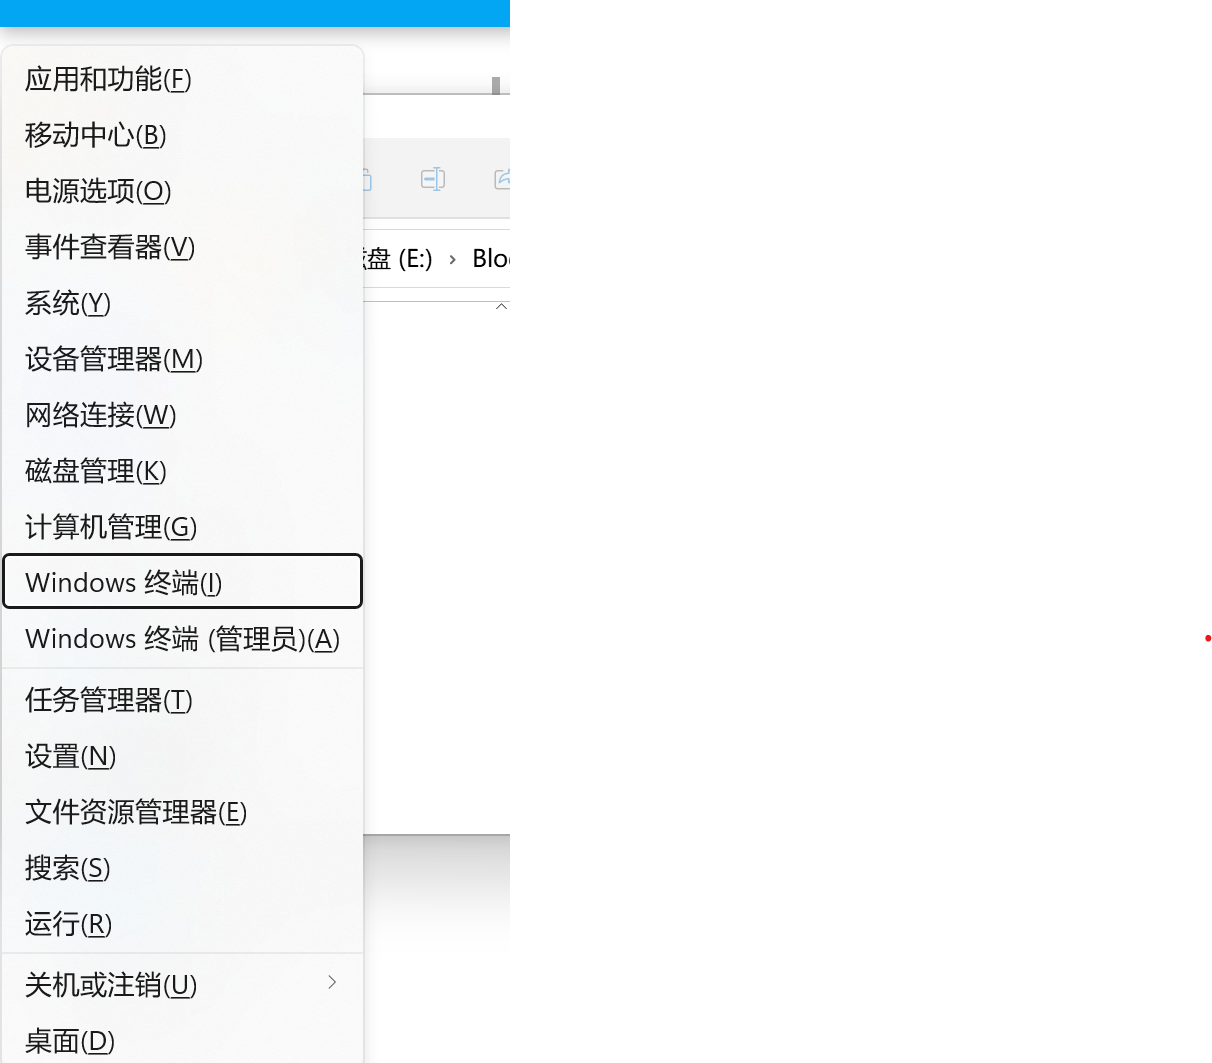 应用和功能(F)
移动中心(B)
电源选项(O)
事件查看器(V)
盘 (E:) › 
系统(Y)
设备管理器(M)
网络连接(W)
磁盘管理(K)
计算机管理(G)
Windows 终端(I)
Windows 终端 (管理员)(A)
任务管理器(T)
设置(N)
文件资源管理器(E)
搜索(S)
运行(R)
关机或注销(U)
桌面(D)